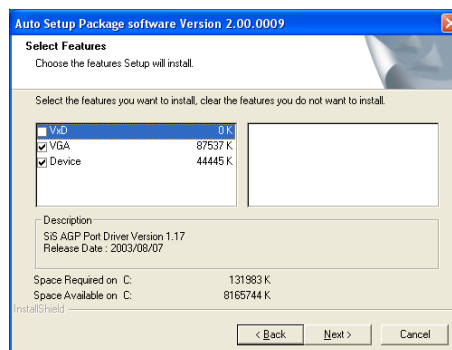 Auto Setup Package software Version 2.00.0009
Select Features
Choose the features Setup will install.
Select the features you want to install, clear the features you do not want to install.
VxD 0 K
VGA 87537 K
Device 44445 K
Description
SiS AGP Port Driver Version 1.17
Release Date : 2003/08/07
Space Required on C: 131983 K
Space Available on C: 8165744 K
InstallShield
< Back Next > Cancel